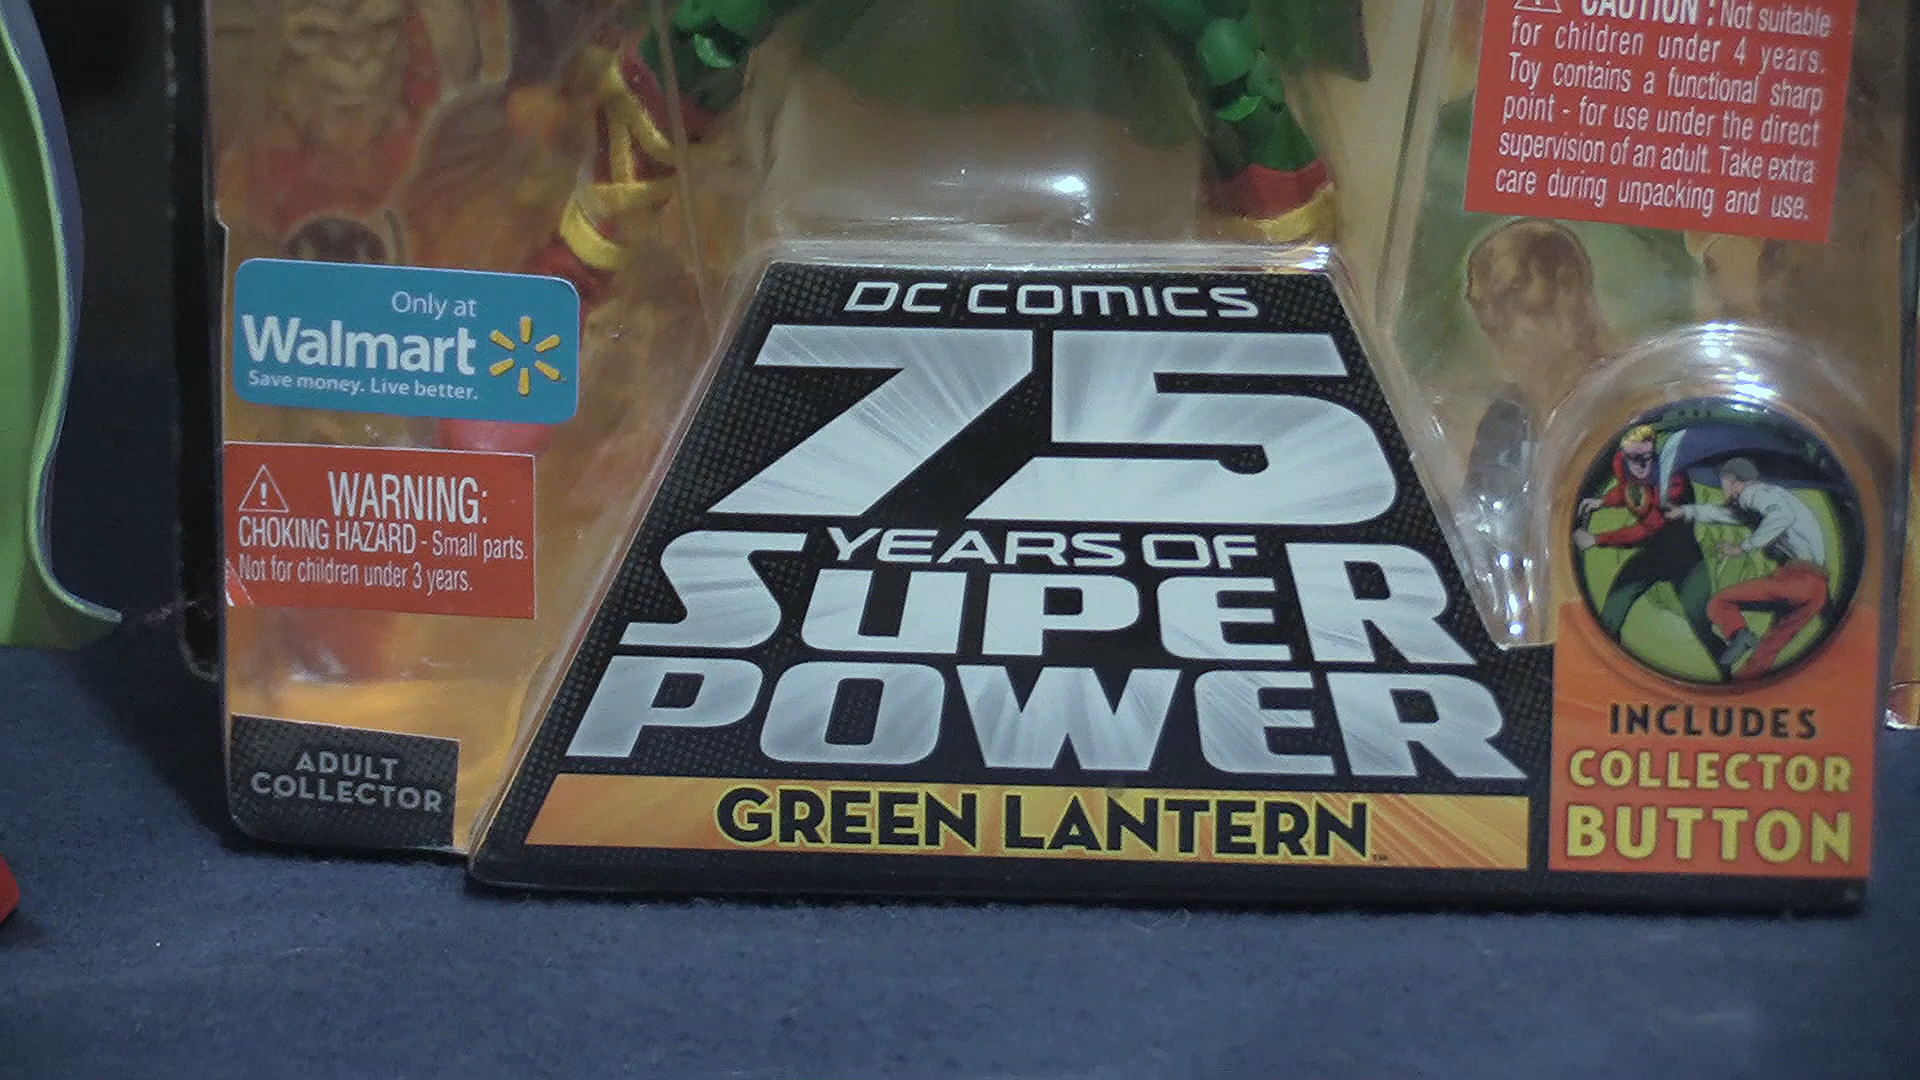 CAUTION : Not suitable
for children under 4 years.
Toy contains a functional sharp
point - for use under the direct
supervision of an adult. Take extra
care during unpacking and use.
Only at
Walmart
Save money. Live better.
WARNING:
CHOKING HAZARD - Small parts.
Not for children under 3 years.
ADULT
COLLECTOR
DC COMICS
75
YEARS OF
SUPER
POWER
GREEN LANTERN™
INCLUDES
COLLECTOR
BUTTON